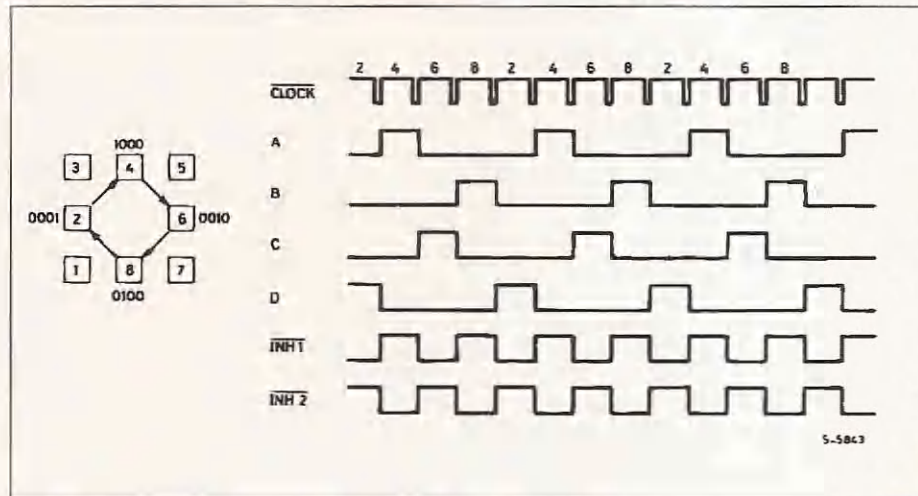 2 4 6 8 2 4 6 8 2 4 6 8
CLOCK
A
B
C
D
INH 1
INH 2
1000
3 4 5
0001 2 6 0010
1 8 7
0100
S-5843